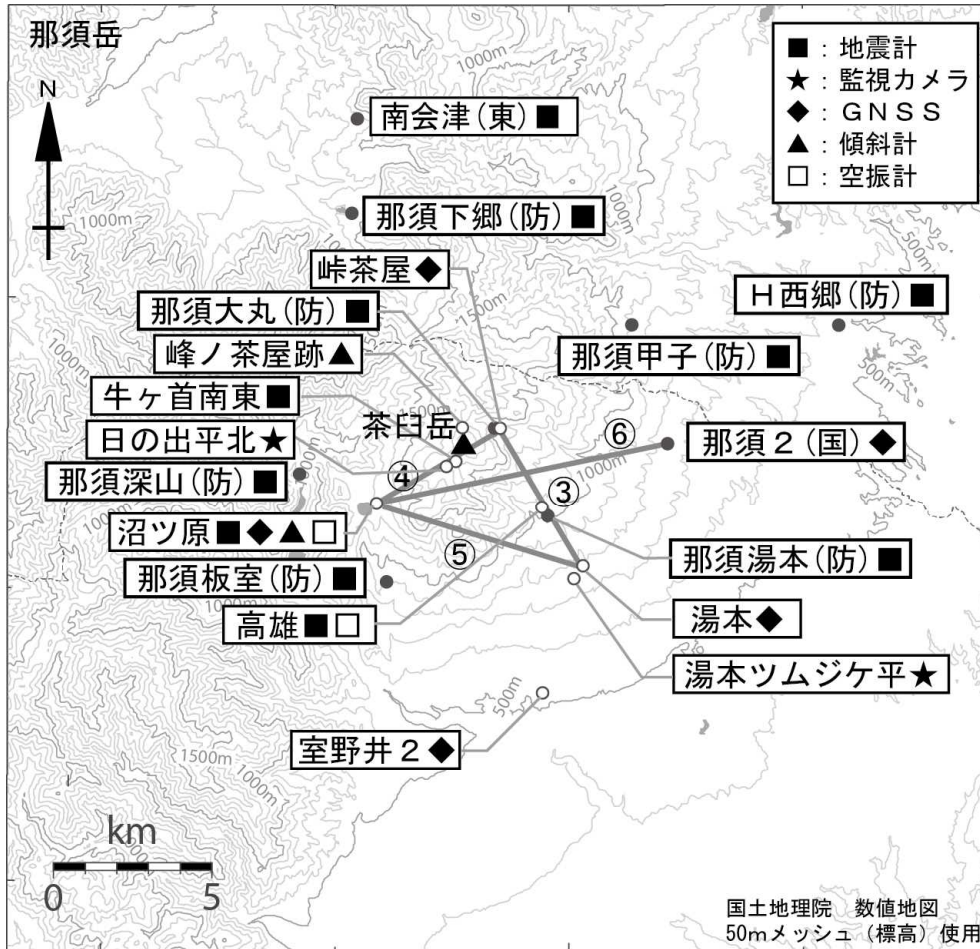 那須岳
N
■：地震計
★：監視カメラ
◆：ＧＮＳＳ
▲：傾斜計
□：空振計
1000m
南会津(東)■
1000m
那須下郷(防)■
500m
峠茶屋◆
1500m
Ｈ西郷(防)■
那須大丸(防)■
峰ノ茶屋跡▲
那須甲子(防)■
500m
牛ヶ首南東■
茶臼岳
⑥
日の出平北★
那須２(国)◆
1000m
④
那須深山(防)■
③
沼ツ原■◆▲□
⑤
那須湯本(防)■
那須板室(防)■
1000m
高雄■□
湯本◆
湯本ツムジケ平★
500m
室野井２◆
1500m
1000m
km
0
5
国土地理院　数値地図
50mメッシュ（標高）使用